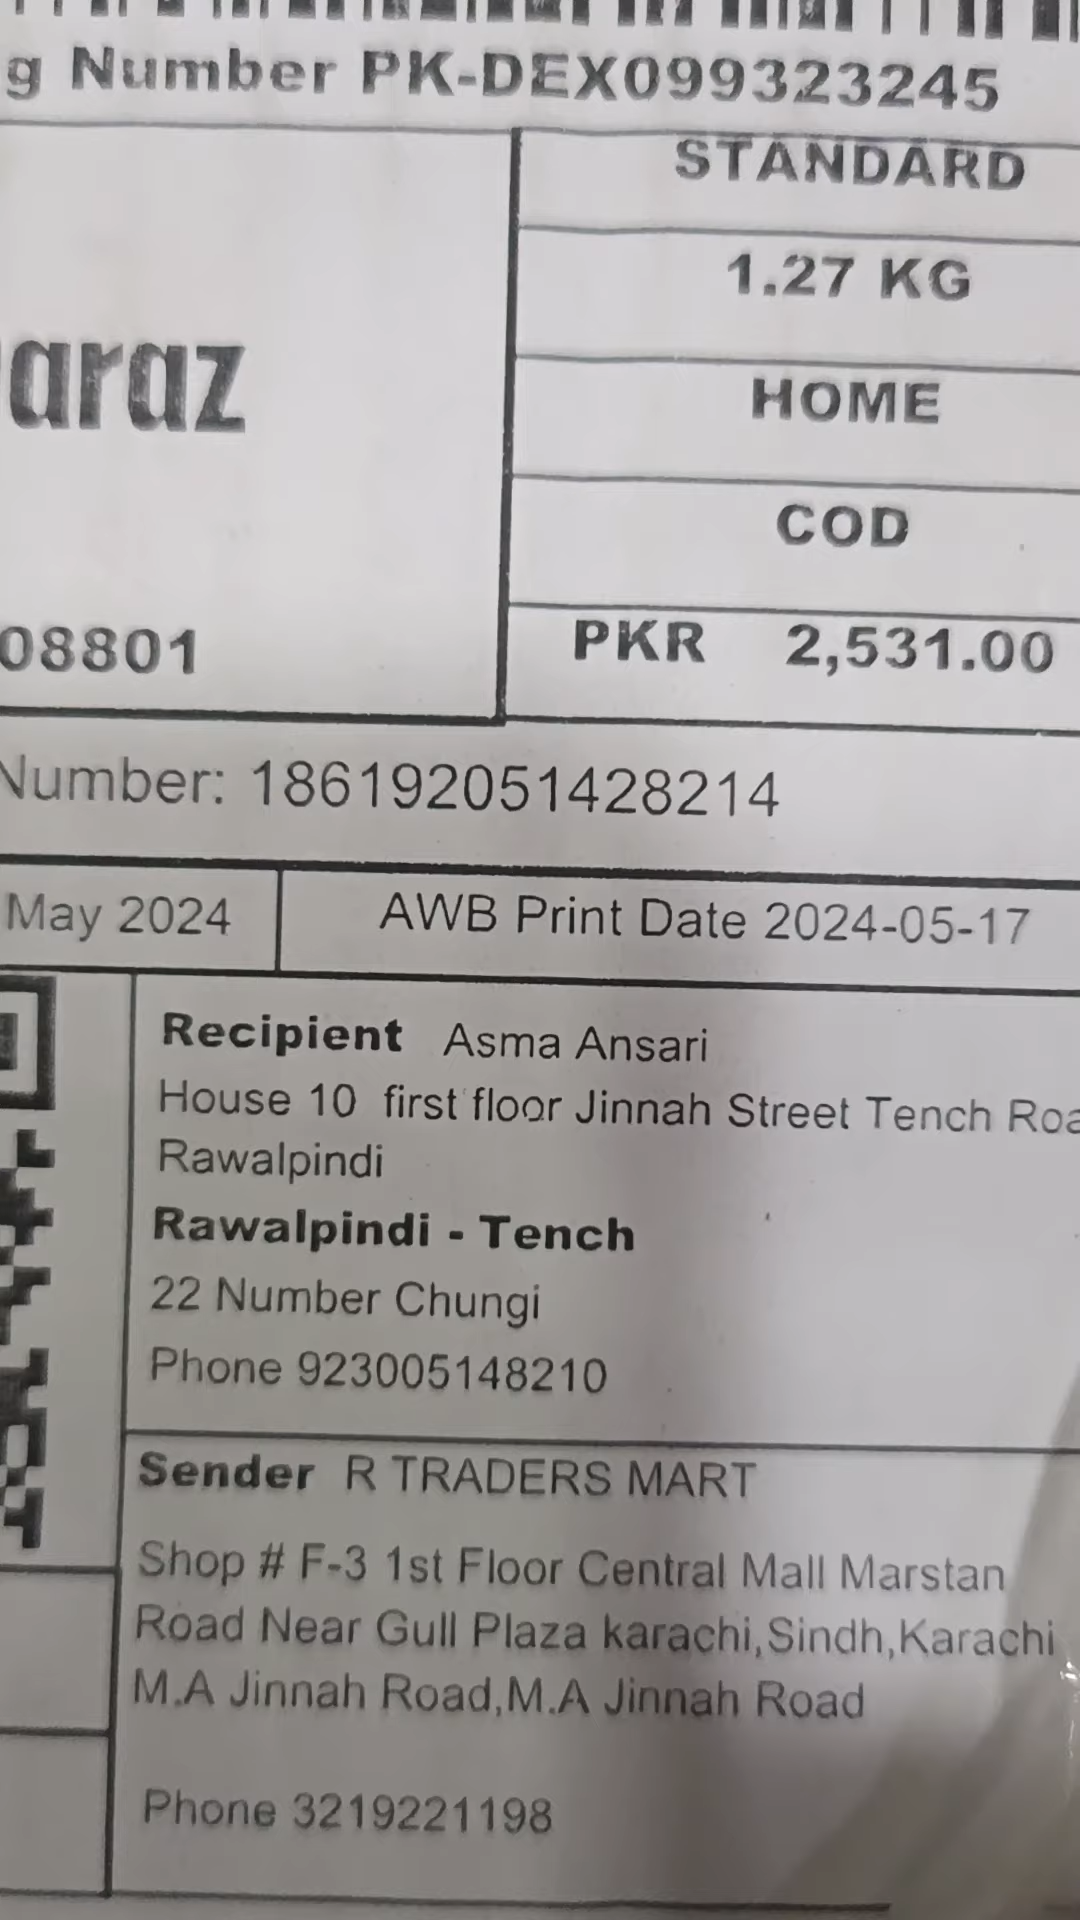 g Number PK-DEX099323245
STANDARD
1.27 KG
araz
HOME
COD
08801
PKR 2,531.00
Number: 186192051428214
May 2024
AWB Print Date 2024-05-17
Recipient Asma Ansari
House 10 first floor Jinnah Street Tench Roa
Rawalpindi
Rawalpindi - Tench
22 Number Chungi
Phone 923005148210
Sender R TRADERS MART
Shop # F-3 1st Floor Central Mall Marstan
Road Near Gull Plaza karachi,Sindh,Karachi
M.A Jinnah Road,M.A Jinnah Road
Phone 3219221198